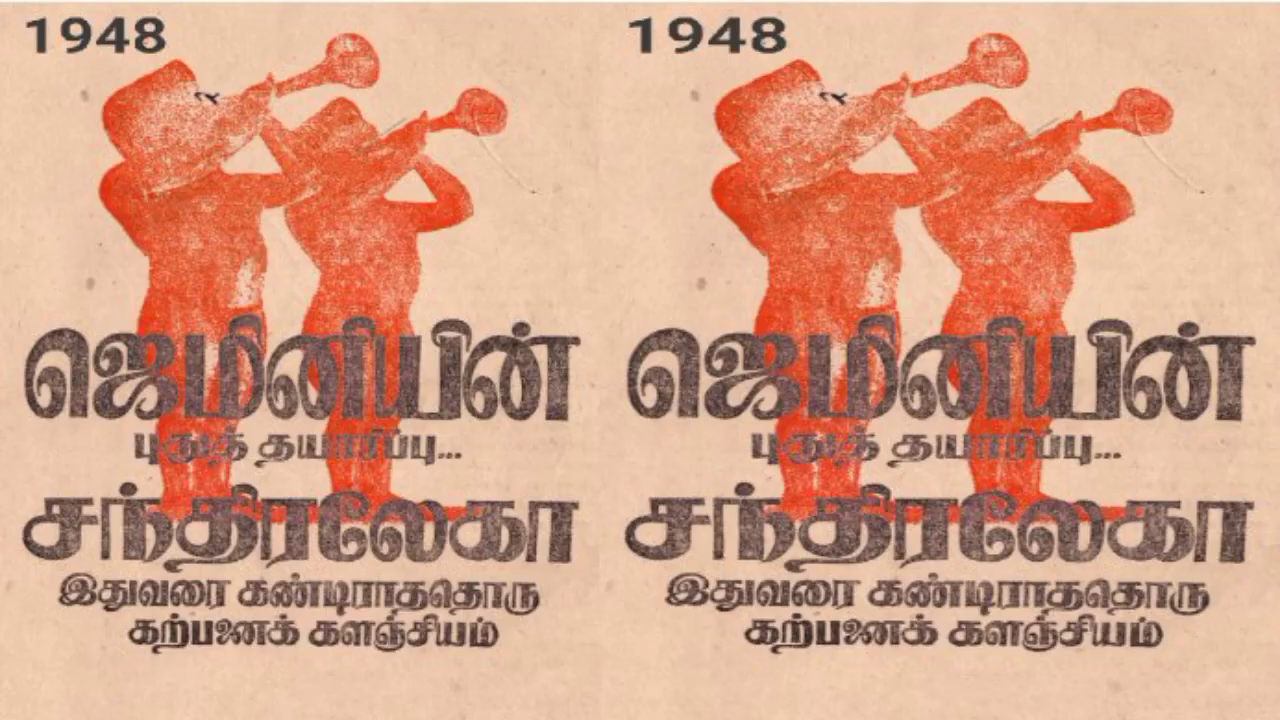 1948
ஜெமினியின்
புதுத் தயாரிப்பு...
சந்திரலேகா
இதுவரை கண்டிராததொரு
கற்பனைக் களஞ்சியம்
1948
ஜெமினியின்
புதுத் தயாரிப்பு...
சந்திரலேகா
இதுவரை கண்டிராததொரு
கற்பனைக் களஞ்சியம்